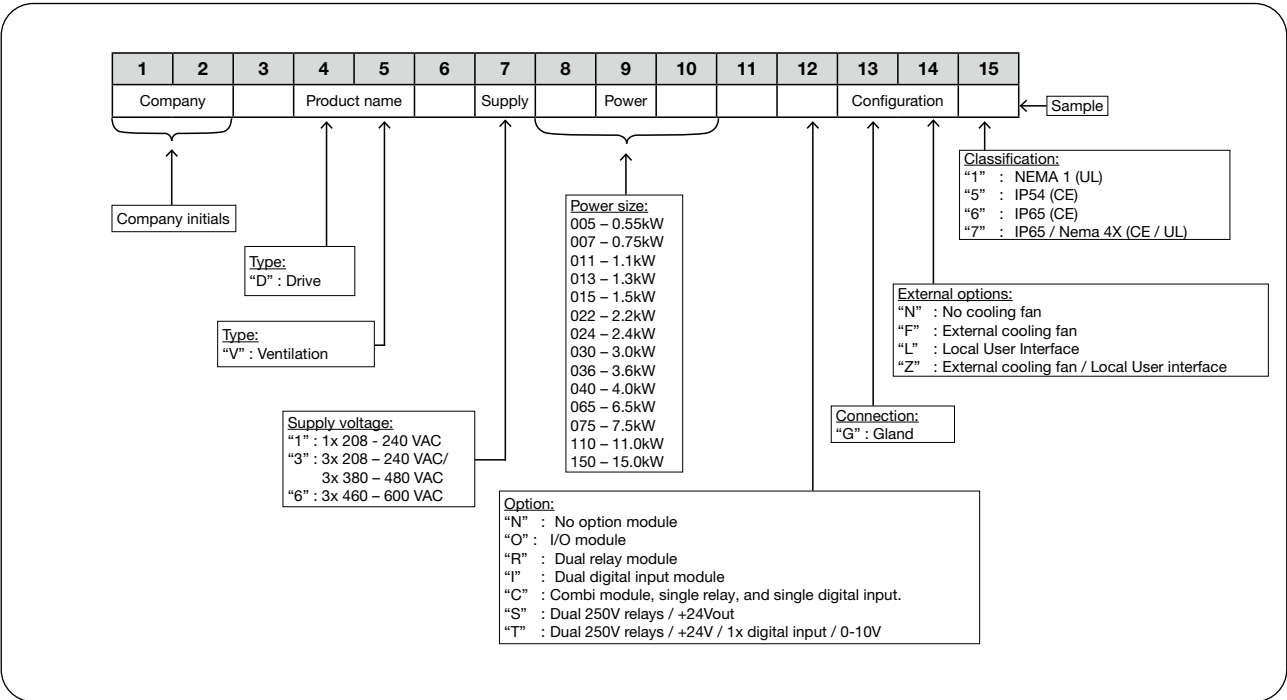 1 2 3 4 5 6 7 8 9 10 11 12 13 14 15
Company Product name Supply Power Configuration
Sample
Company initials
Type:
“D” : Drive
Type:
“V” : Ventilation
Supply voltage:
“1” : 1x 208 - 240 VAC
“3” : 3x 208 – 240 VAC/
3x 380 – 480 VAC
“6” : 3x 460 – 600 VAC
Power size:
005 – 0.55kW
007 – 0.75kW
011 – 1.1kW
013 – 1.3kW
015 – 1.5kW
022 – 2.2kW
024 – 2.4kW
030 – 3.0kW
036 – 3.6kW
040 – 4.0kW
065 – 6.5kW
075 – 7.5kW
110 – 11.0kW
150 – 15.0kW
Option:
“N” : No option module
“O” : I/O module
“R” : Dual relay module
“I” : Dual digital input module
“C” : Combi module, single relay, and single digital input.
“S” : Dual 250V relays / +24Vout
“T” : Dual 250V relays / +24V / 1x digital input / 0-10V
Connection:
“G” : Gland
External options:
“N” : No cooling fan
“F” : External cooling fan
“L” : Local User Interface
“Z” : External cooling fan / Local User interface
Classification:
“1” : NEMA 1 (UL)
“5” : IP54 (CE)
“6” : IP65 (CE)
“7” : IP65 / Nema 4X (CE / UL)